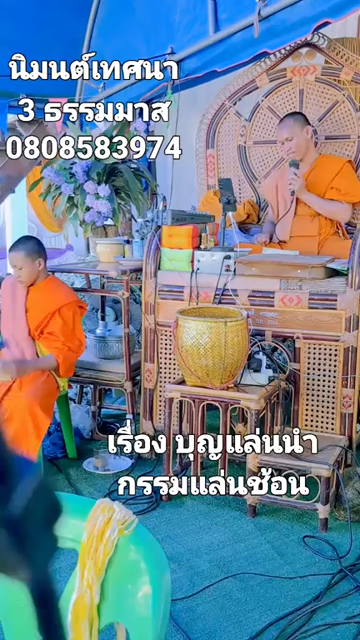 นิมนต์เทศนา
3 ธรรมมาส
0808583974
เรื่อง บุญแล่นนำ
กรรมแล่นซ้อน